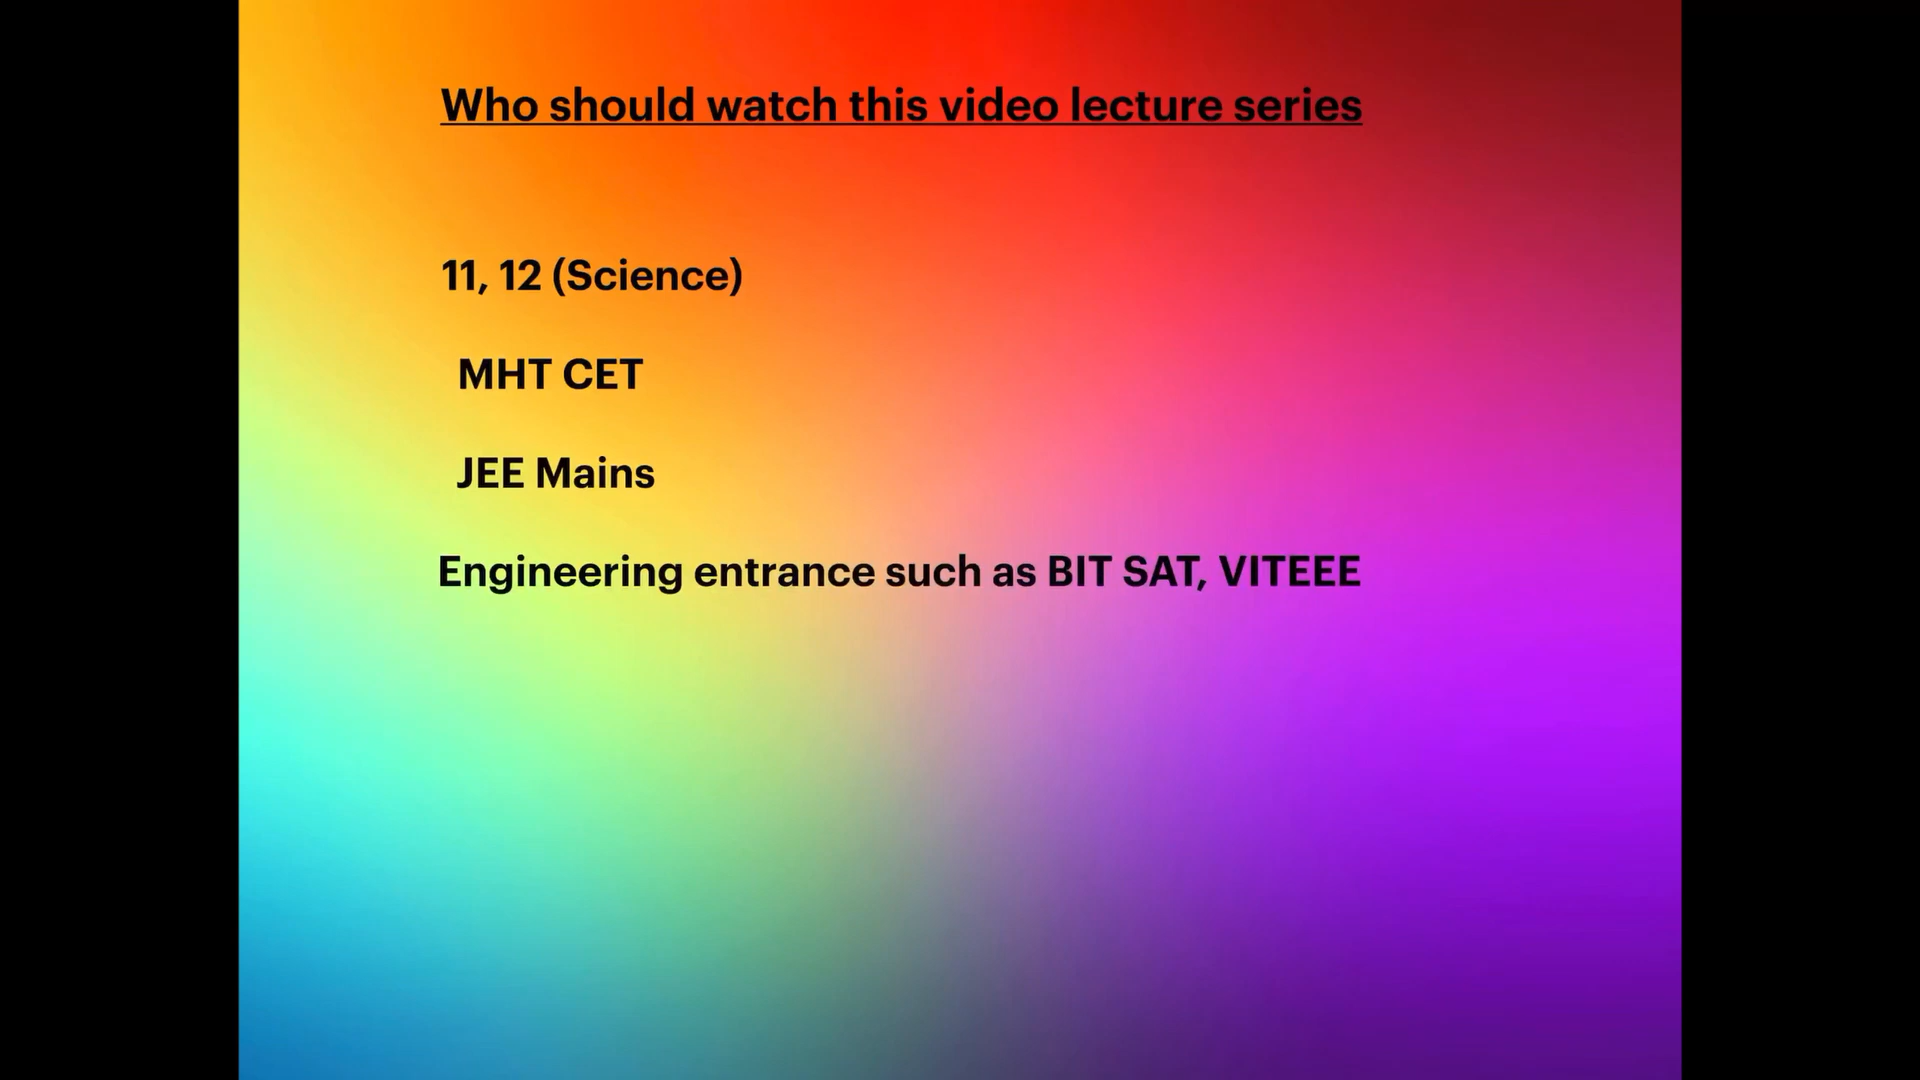 Who should watch this video lecture series
11, 12 (Science)
MHT CET
JEE Mains
Engineering entrance such as BIT SAT, VITEEE